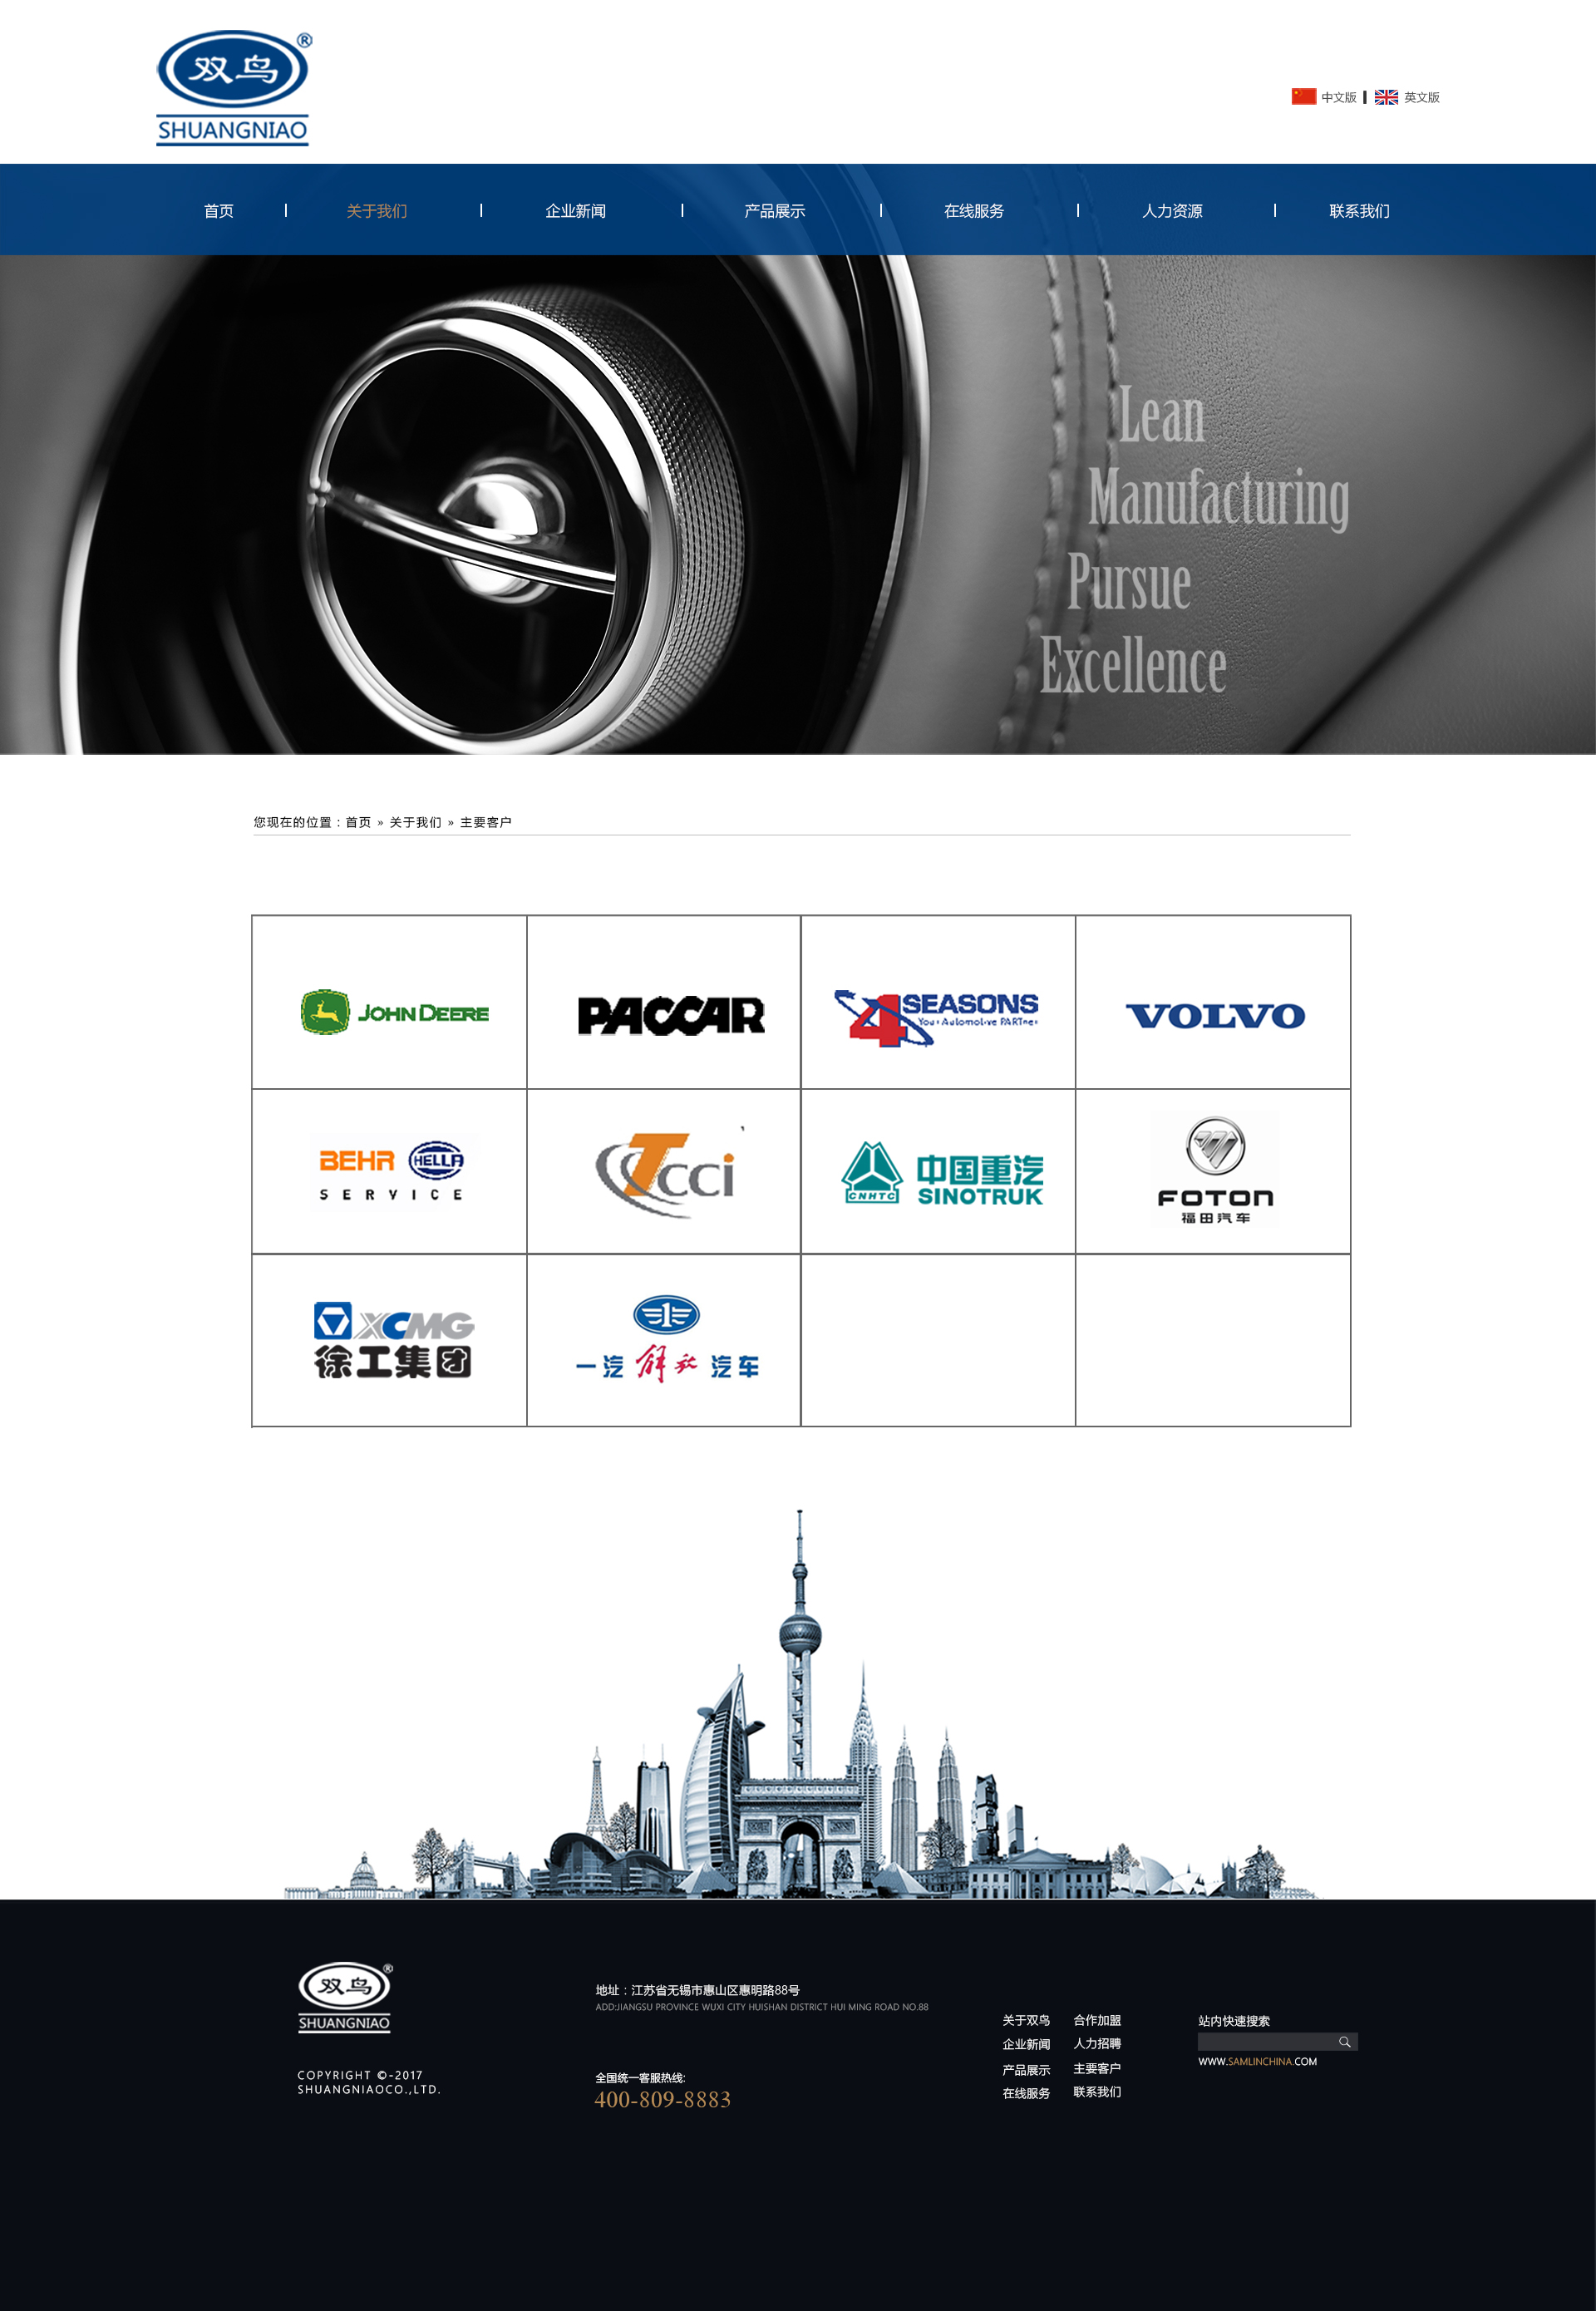 双鸟®
SHUANGNIAO
中文版 英文版
首页 关于我们 企业新闻 产品展示 在线服务 人力资源 联系我们
Lean
Manufacturing
Pursue
Excellence
您现在的位置：首页 » 关于我们 » 主要客户
JOHN DEERE
PACCAR
4 SEASONS
Your Automotive PARTner
VOLVO
BEHR HELLA
SERVICE
Tcci
CNHTC
中国重汽
SINOTRUK
FOTON
福田汽车
XCMG
徐工集团
1
一汽 解放 汽车
双鸟®
SHUANGNIAO
COPYRIGHT ©-2017
SHUANGNIAOCO.,LTD.
地址：江苏省无锡市惠山区惠明路88号
ADD:JIANGSU PROVINCE WUXI CITY HUISHAN DISTRICT HUI MING ROAD NO.88
全国统一客服热线:
400-809-8883
关于双鸟 合作加盟
企业新闻 人力招聘
产品展示 主要客户
在线服务 联系我们
站内快速搜索
WWW.SAMLINCHINA.COM